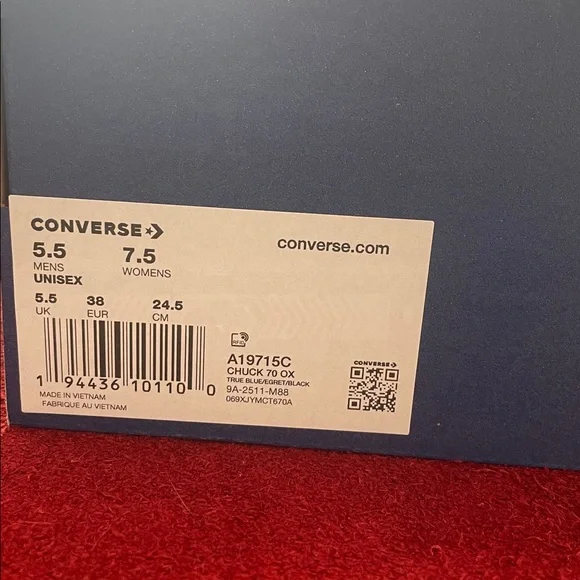 CONVERSE
converse.com
5.5 7.5
MENS WOMENS
UNISEX
5.5 38 24.5
UK EUR CM
RFID
1 94436 10110 0
A19715C
CHUCK 70 OX
TRUE BLUE/EGRET/BLACK
9A-2511-M88
069XJYMCT670A
CONVERSE
MADE IN VIETNAM
FABRIQUE AU VIETNAM